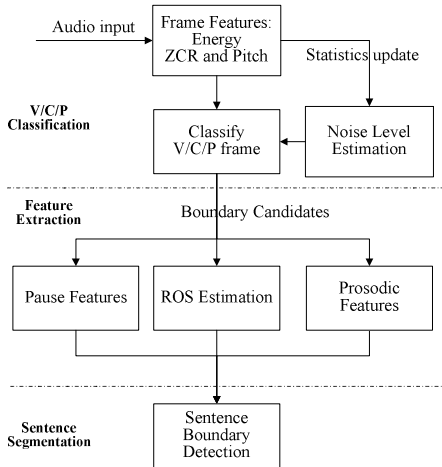 Audio input
Frame Features:
Energy
ZCR and Pitch
Statistics update
V/C/P
Classification
Classify
V/C/P frame
Noise Level
Estimation
Feature
Extraction
Boundary Candidates
Pause Features
ROS Estimation
Prosodic
Features
Sentence
Segmentation
Sentence
Boundary
Detection